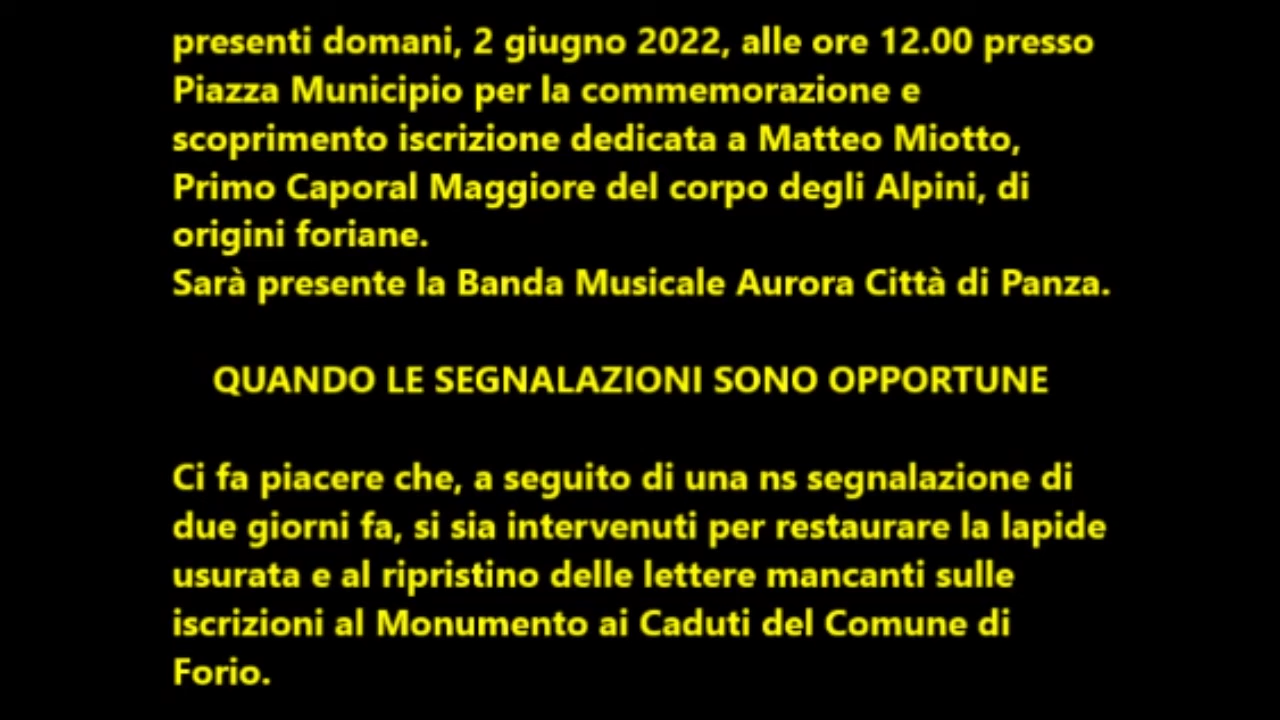 presenti domani, 2 giugno 2022, alle ore 12.00 presso
Piazza Municipio per la commemorazione e
scoprimento iscrizione dedicata a Matteo Miotto,
Primo Caporal Maggiore del corpo degli Alpini, di
origini foriane.
Sarà presente la Banda Musicale Aurora Città di Panza.
QUANDO LE SEGNALAZIONI SONO OPPORTUNE
Ci fa piacere che, a seguito di una ns segnalazione di
due giorni fa, si sia intervenuti per restaurare la lapide
usurata e al ripristino delle lettere mancanti sulle
iscrizioni al Monumento ai Caduti del Comune di
Forio.